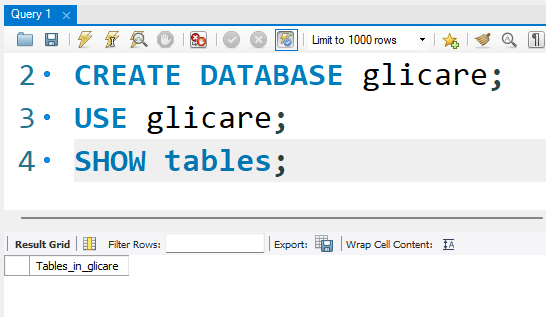 Query 1
Limit to 1000 rows
2 CREATE DATABASE glicare;
3 USE glicare;
4 SHOW tables;
Result Grid Filter Rows: Export: Wrap Cell Content:
Tables_in_glicare